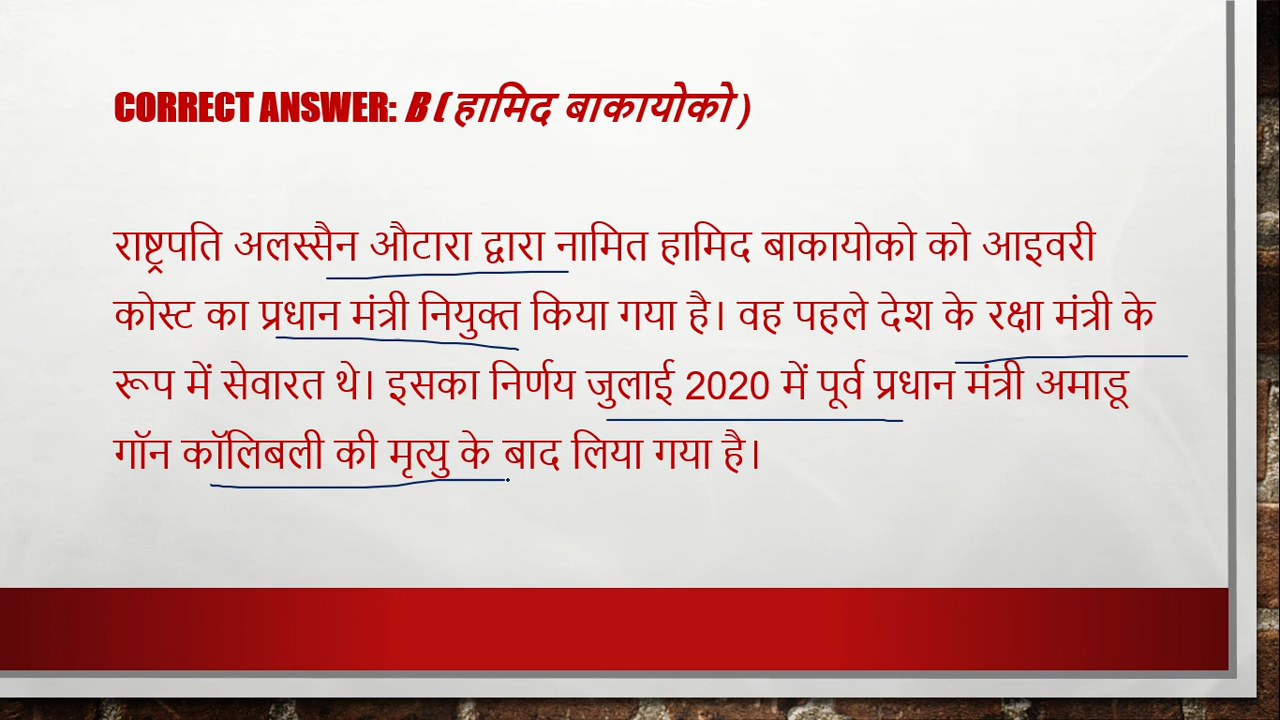 CORRECT ANSWER: B ( हामिद बाकायोको )
राष्ट्रपति अलस्सैन औटारा द्वारा नामित हामिद बाकायोको को आइवरी
कोस्ट का प्रधान मंत्री नियुक्त किया गया है। वह पहले देश के रक्षा मंत्री के
रूप में सेवारत थे। इसका निर्णय जुलाई 2020 में पूर्व प्रधान मंत्री अमाडू
गॉन कॉलिबली की मृत्यु के बाद लिया गया है।